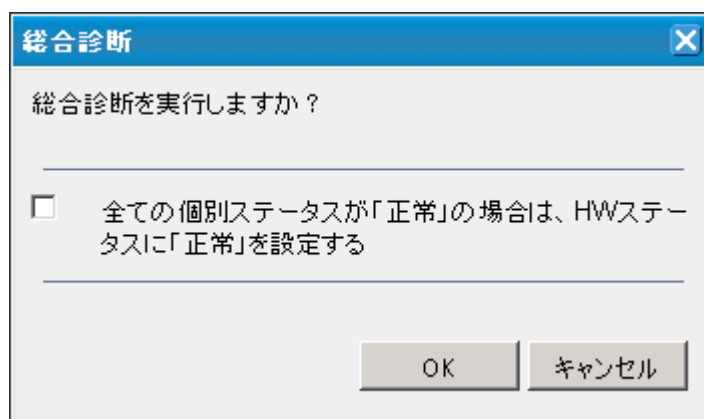 総合診断
総合診断を実行しますか？
全ての個別ステータスが「正常」の場合は、HWステー
タスに「正常」を設定する
OK
キャンセル